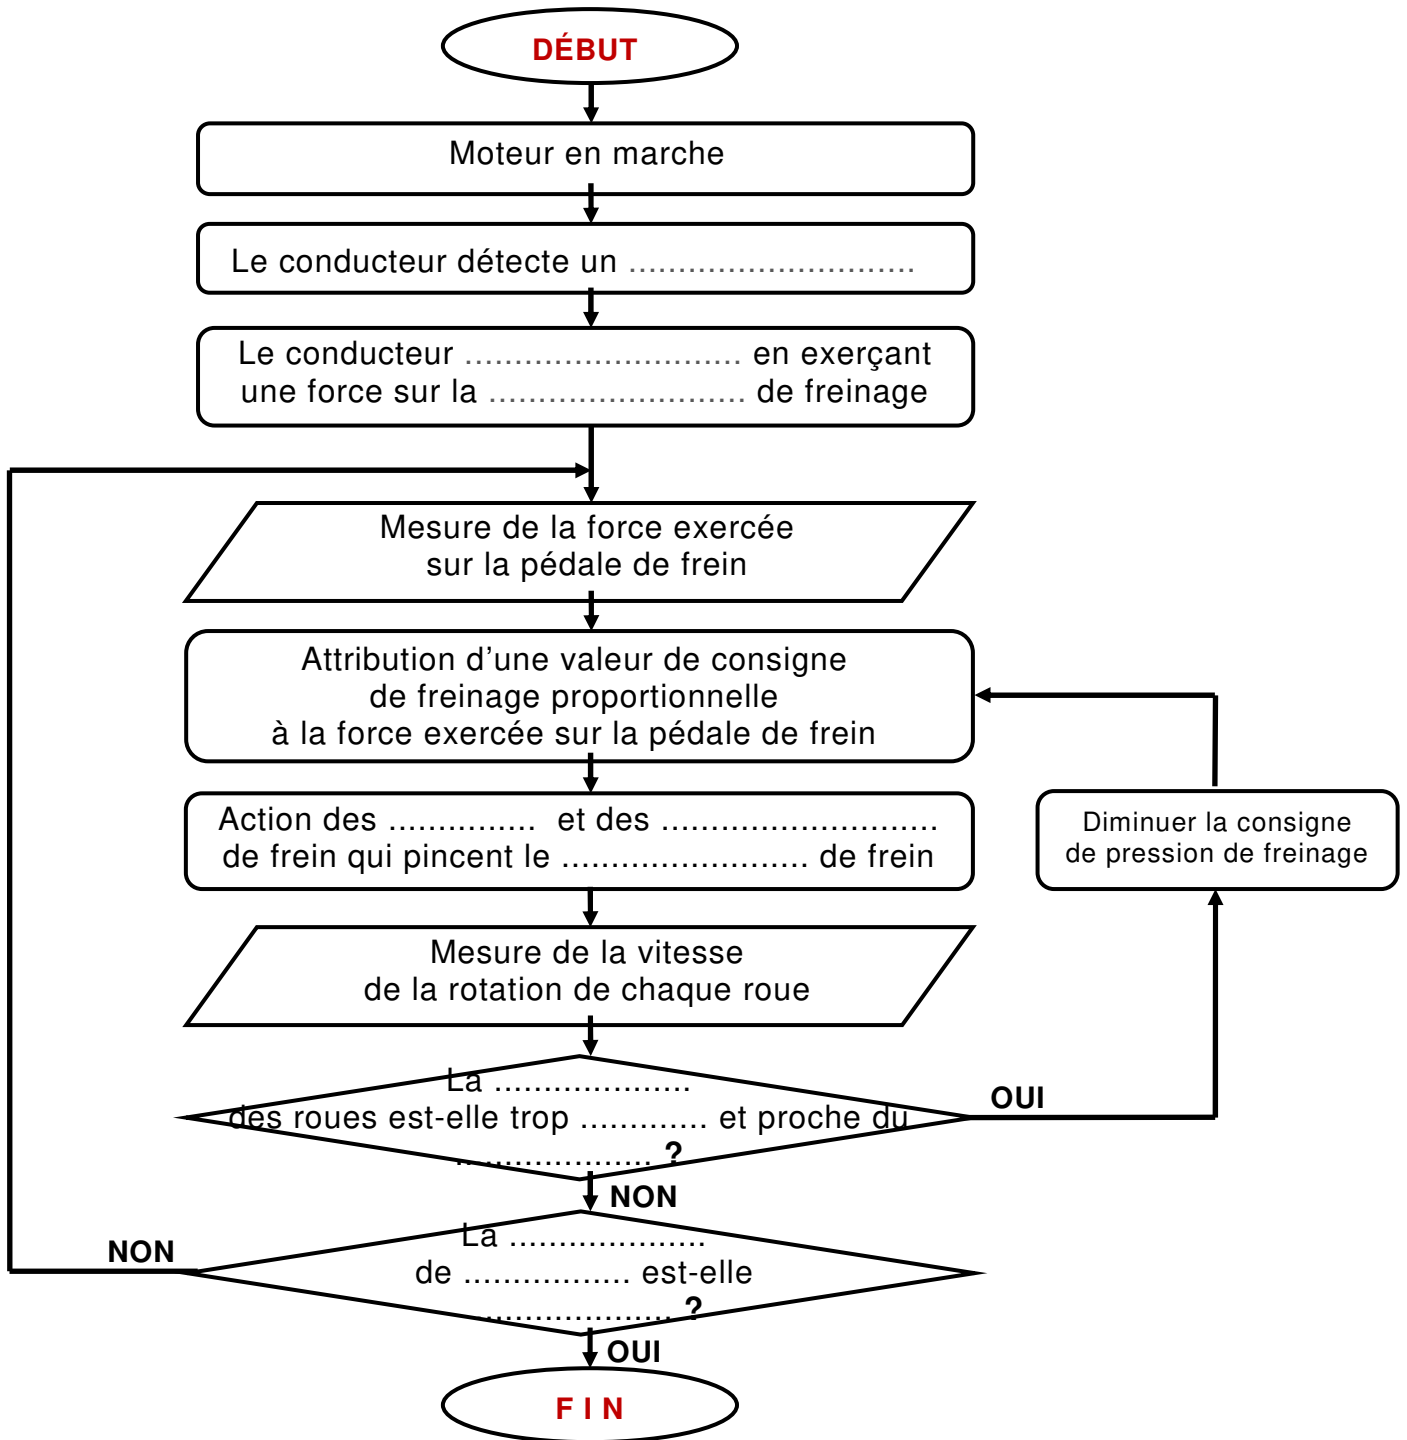 DÉBUT
Moteur en marche
Le conducteur détecte un .............................
Le conducteur ............................ en exerçant
une force sur la .......................... de freinage
Mesure de la force exercée
sur la pédale de frein
Attribution d'une valeur de consigne
de freinage proportionnelle
à la force exercée sur la pédale de frein
Action des ............... et des ............................
de frein qui pincent le ......................... de frein
Diminuer la consigne
de pression de freinage
Mesure de la vitesse
de la rotation de chaque roue
La ....................
des roues est-elle trop ............. et proche du
.................... ?
OUI
NON
La ....................
de ................. est-elle
................... ?
NON
OUI
F I N